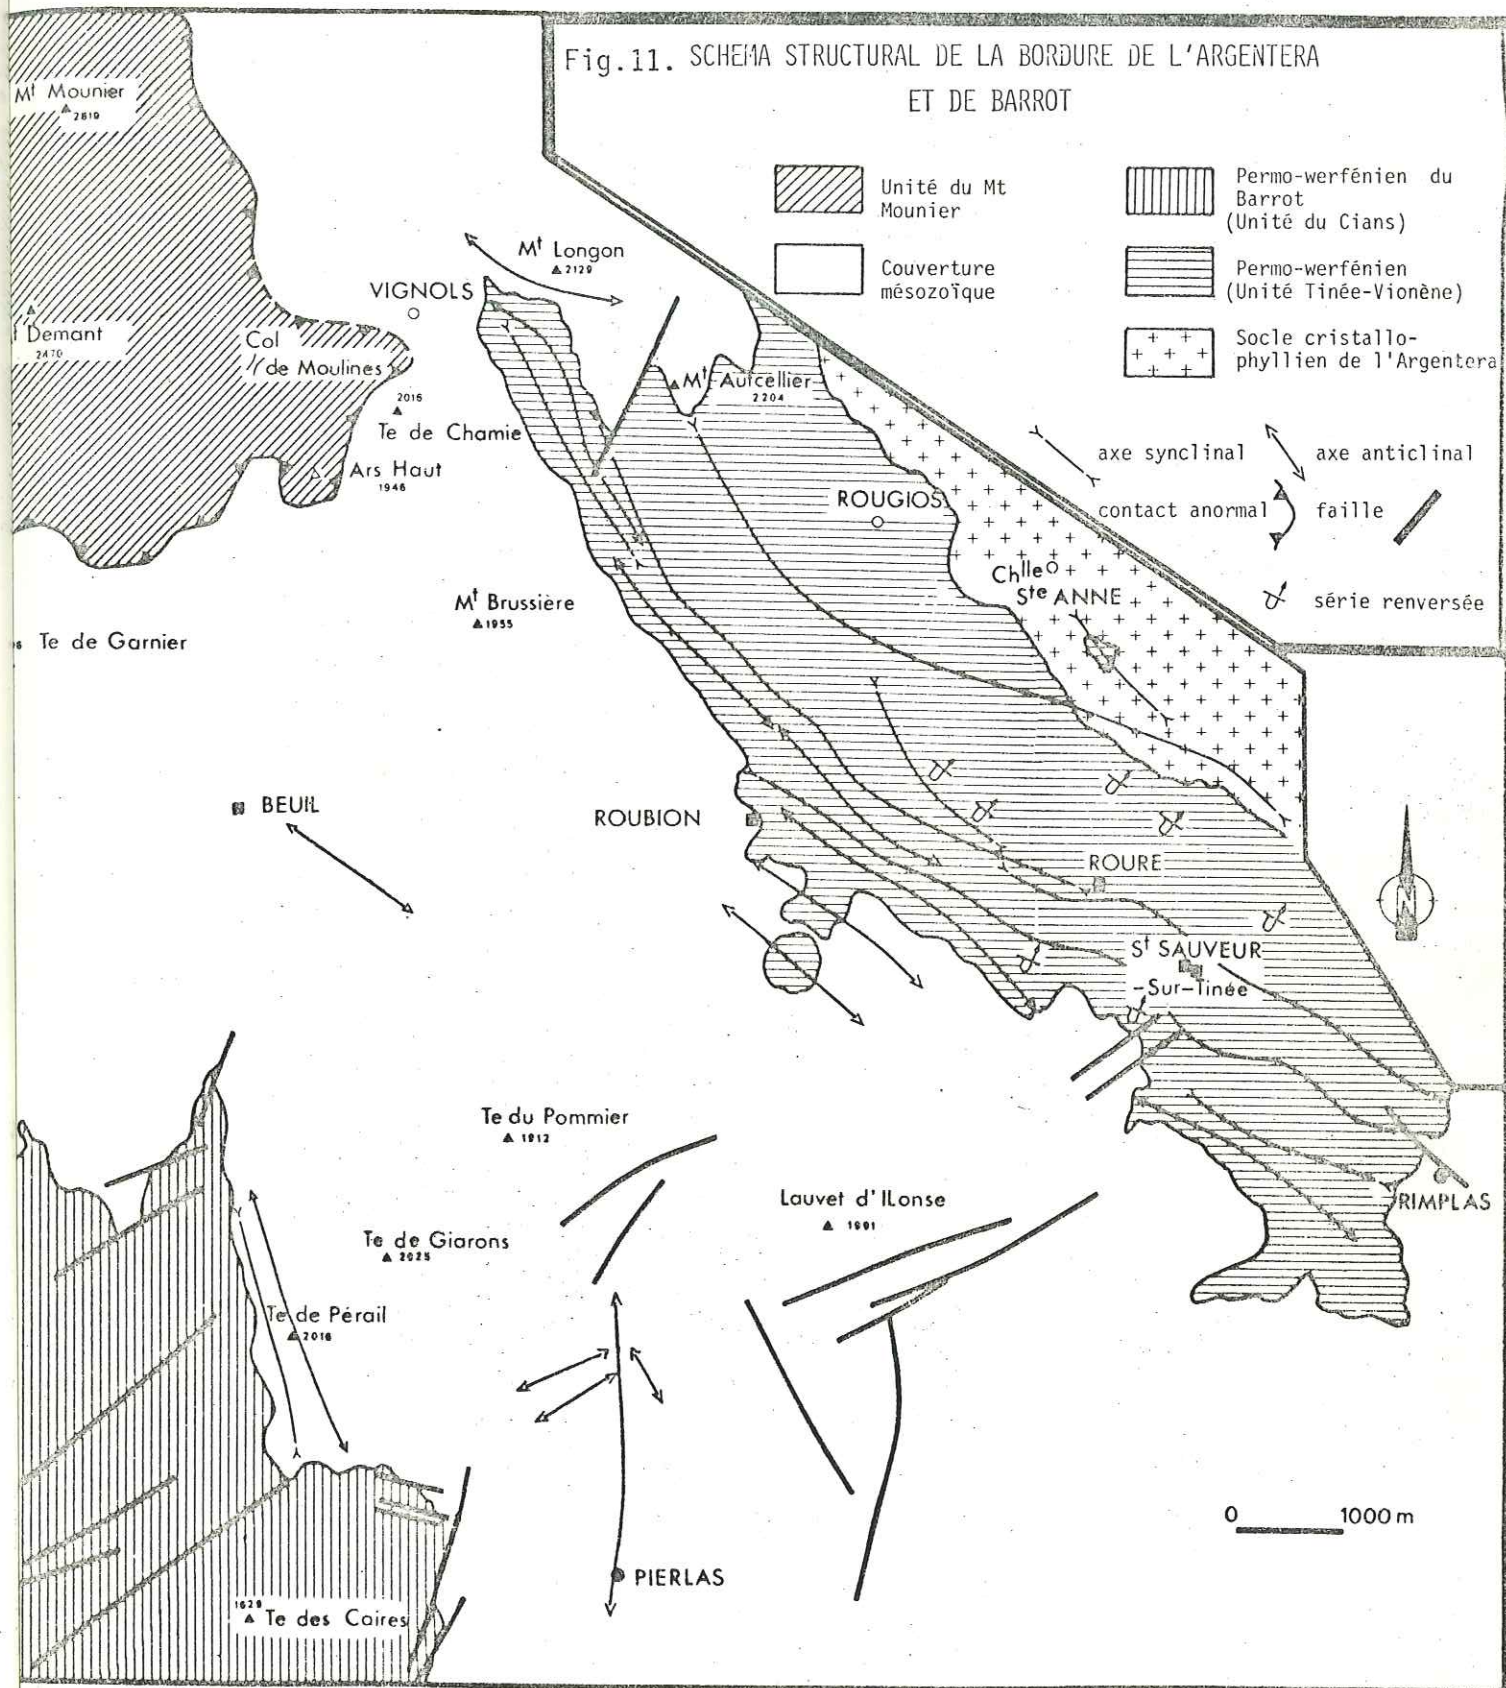 Fig.11. SCHEMA STRUCTURAL DE LA BORDURE DE L'ARGENTERA
ET DE BARROT
Unité du Mt
Mounier
Couverture
mésozoïque
Permo-werfénien du
Barrot
(Unité du Cians)
Permo-werfénien
(Unité Tinée-Vionène)
Socle cristallo-
phyllien de l'Argentera
axe synclinal
axe anticlinal
contact anormal
faille
série renversée
Mt Mounier
2819
Mt Longon
2129
VIGNOLS
Demant
2470
Col
de Moulines
2016
Te de Chamie
Ars Haut
1946
Mt Autcellier
2204
ROUGIOS
Chlle
Ste ANNE
Mt Brussière
1955
Te de Garnier
BEUIL
ROUBION
ROURE
N
St SAUVEUR
-Sur-Tinée
Te du Pommier
1912
Lauvet d'Ilonse
1991
RIMPLAS
Te de Giarons
2025
Te de Pérail
2016
0 1000 m
PIERLAS
1629
Te des Caires